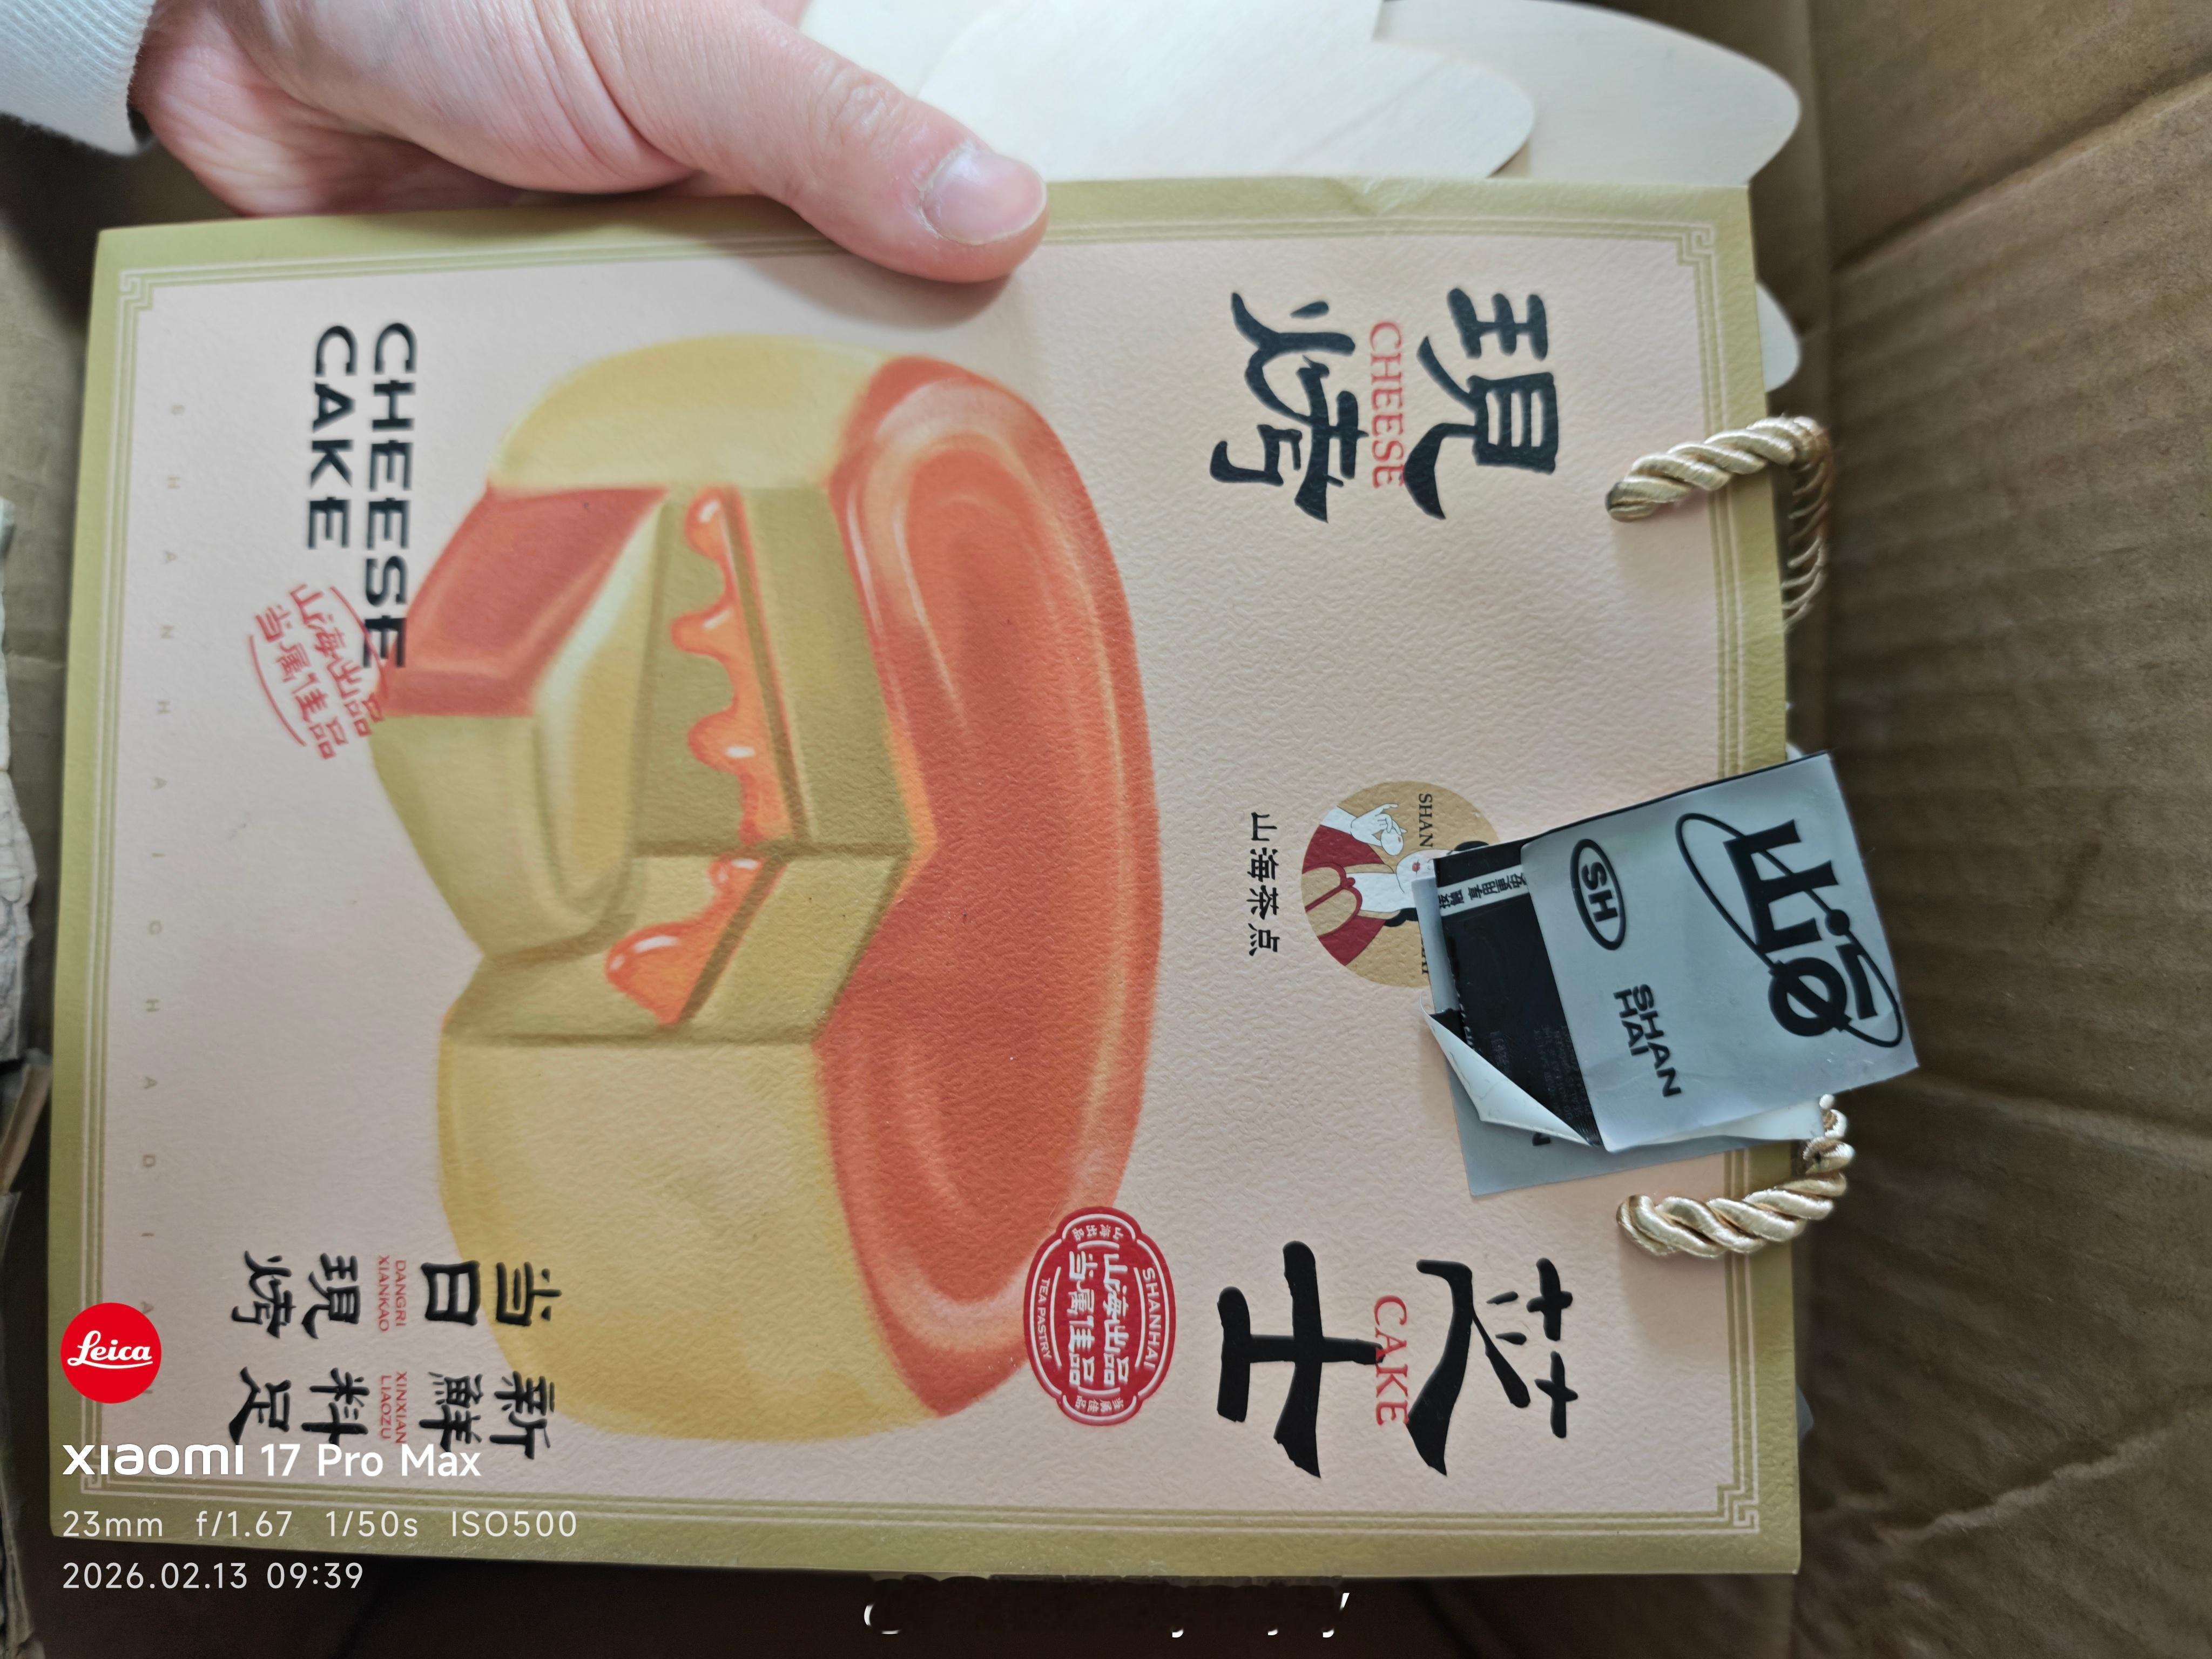 現烤
CHEESE
芝士
CAKE
SHAN
山海茶点
SH
SHAN
HAI
SHANHAI
山海出品
当属佳品
TEA PASTRY
CHEESE
CAKE
山海出品
当属佳品
当日
DANGRI
XIANKAO
現烤
新鮮
XINXIAN
LIAOZU
料足
SHANHAICHADIAN
Leica
xiaomi 17 Pro Max
23mm f/1.67 1/50s ISO500
2026.02.13 09:39